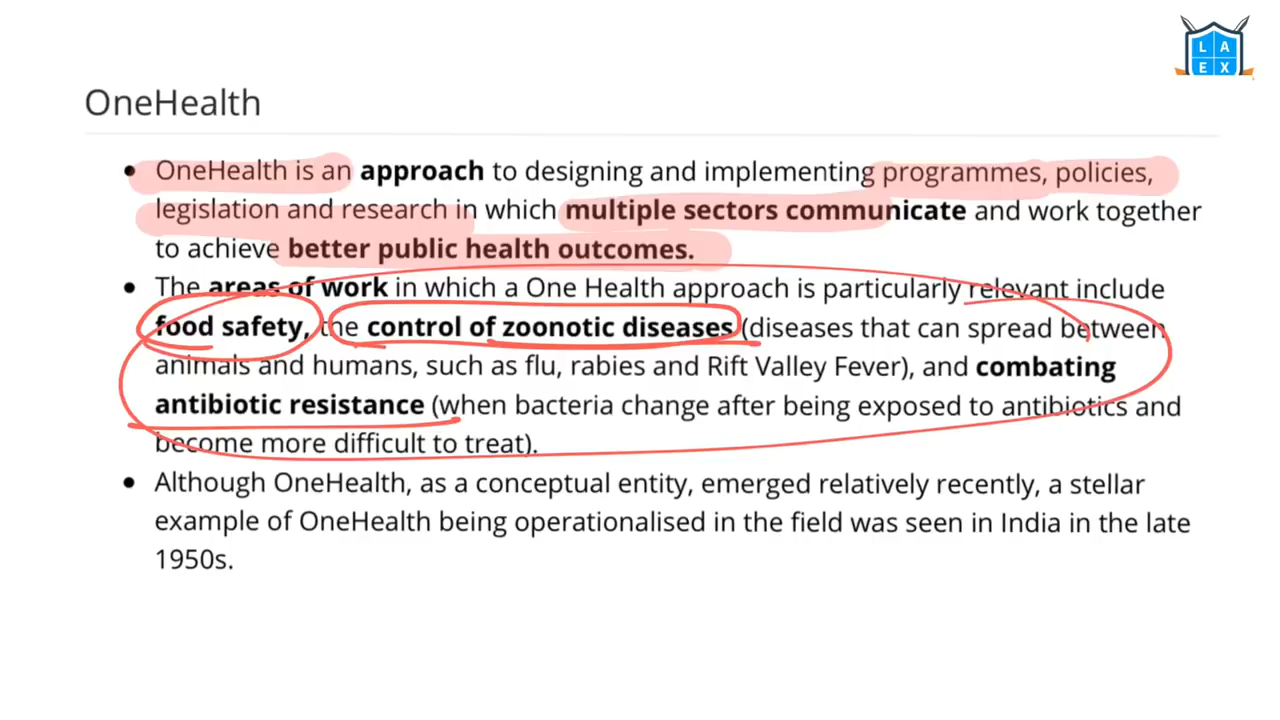 L A
E X
OneHealth
• OneHealth is an approach to designing and implementing programmes, policies,
legislation and research in which multiple sectors communicate and work together
to achieve better public health outcomes.
• The areas of work in which a One Health approach is particularly relevant include
food safety, the control of zoonotic diseases (diseases that can spread between
animals and humans, such as flu, rabies and Rift Valley Fever), and combating
antibiotic resistance (when bacteria change after being exposed to antibiotics and
become more difficult to treat).
• Although OneHealth, as a conceptual entity, emerged relatively recently, a stellar
example of OneHealth being operationalised in the field was seen in India in the late
1950s.